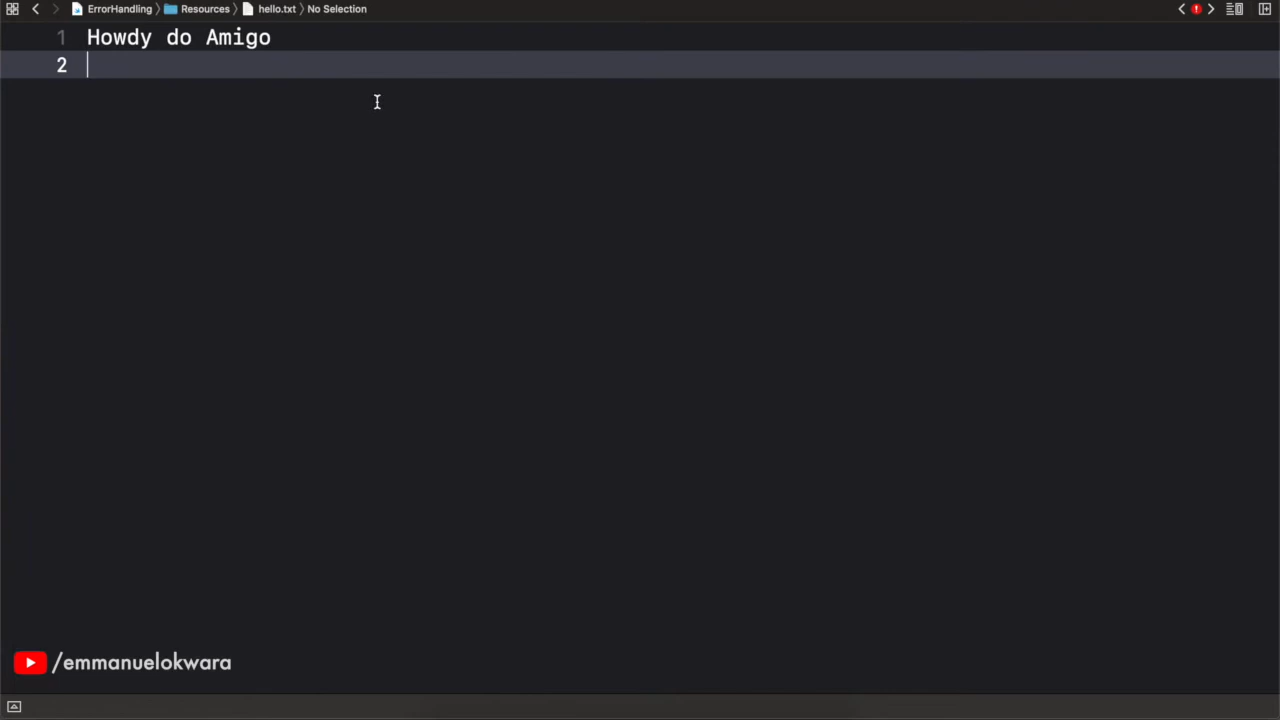 ErrorHandling Resources hello.txt No Selection
1 Howdy do Amigo
2
/emmanuelokwara